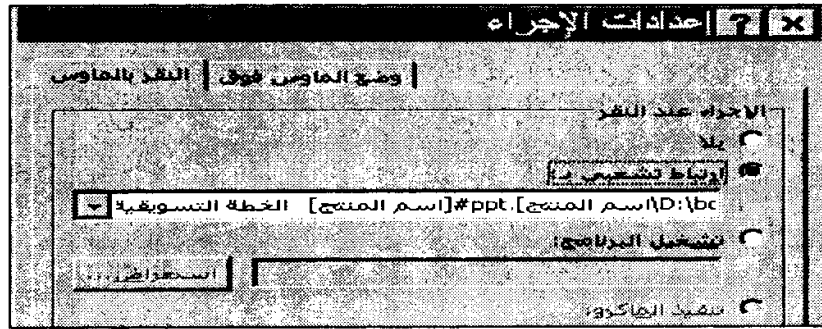 إعدادات الإجراء
النقر بالماوس | وضع الماوس فوق
الإجراء عند النقر
بلا
ارتباط تشعبي بـ:
D:\bc\اسم المنتج].ppt#[اسم المنتج] الخطة التسويقية
تشغيل البرنامج:
استعراض...
تنفيذ الماكرو: